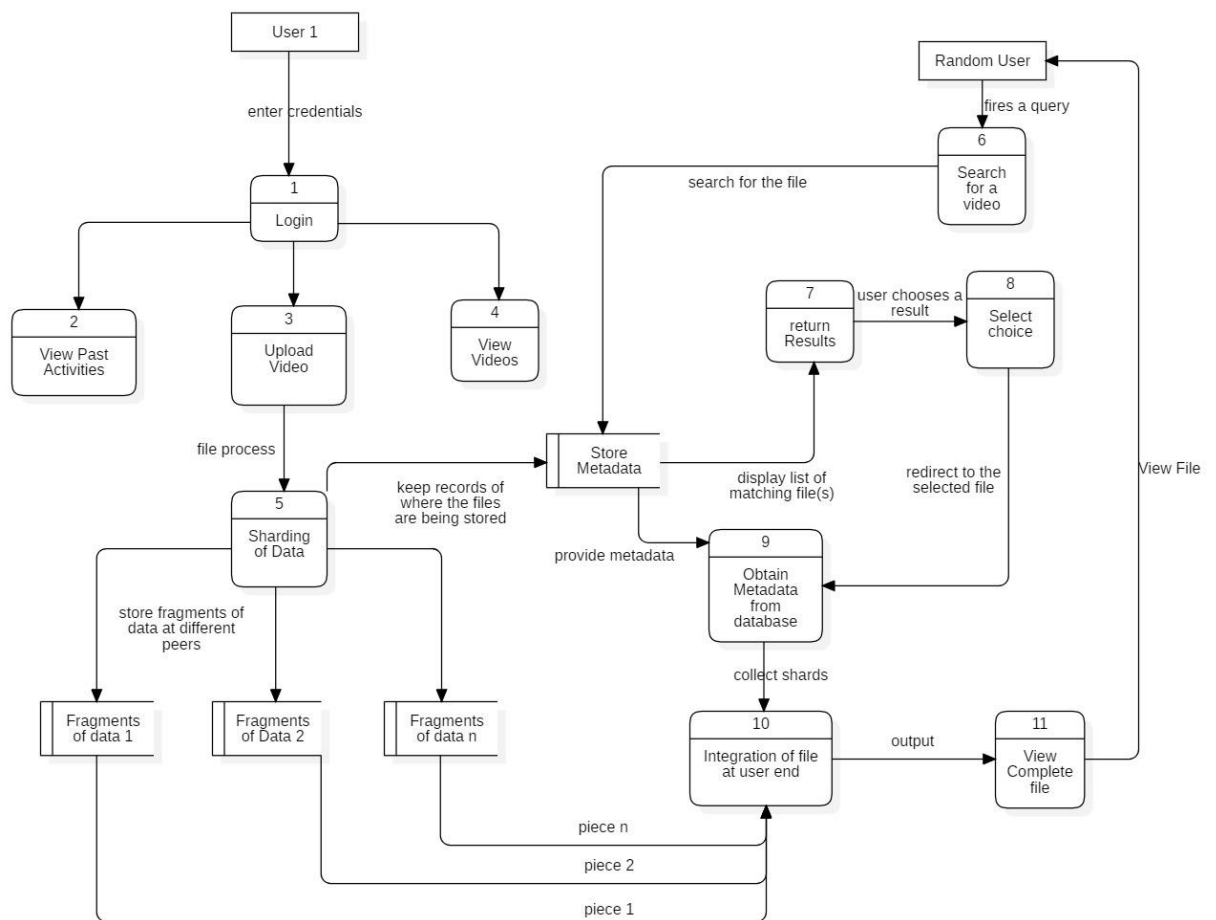 User 1
Random User
enter credentials
fires a query
6
Search
for a
video
search for the file
1
Login
2
View Past
Activities
3
Upload
Video
4
View
Videos
7
return
Results
user chooses a
result
8
Select
choice
file process
Store
Metadata
keep records of
where the files
are being stored
display list of
matching file(s)
redirect to the
selected file
View File
5
Sharding
of Data
provide metadata
9
Obtain
Metadata
from
database
store fragments of
data at different
peers
collect shards
Fragments
of data 1
Fragments
of Data 2
Fragments
of data n
10
Integration of file
at user end
output
11
View
Complete
file
piece n
piece 2
piece 1